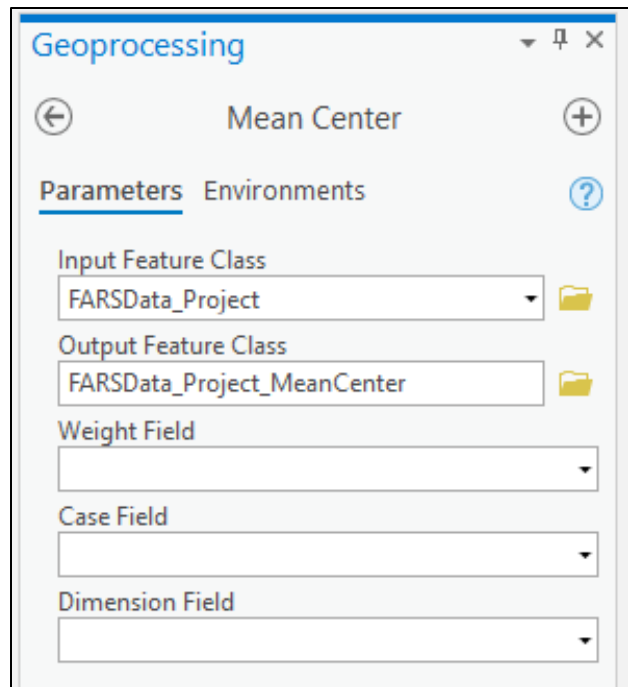 Geoprocessing
Mean Center
Parameters Environments
Input Feature Class
FARSData_Project
Output Feature Class
FARSData_Project_MeanCenter
Weight Field
Case Field
Dimension Field